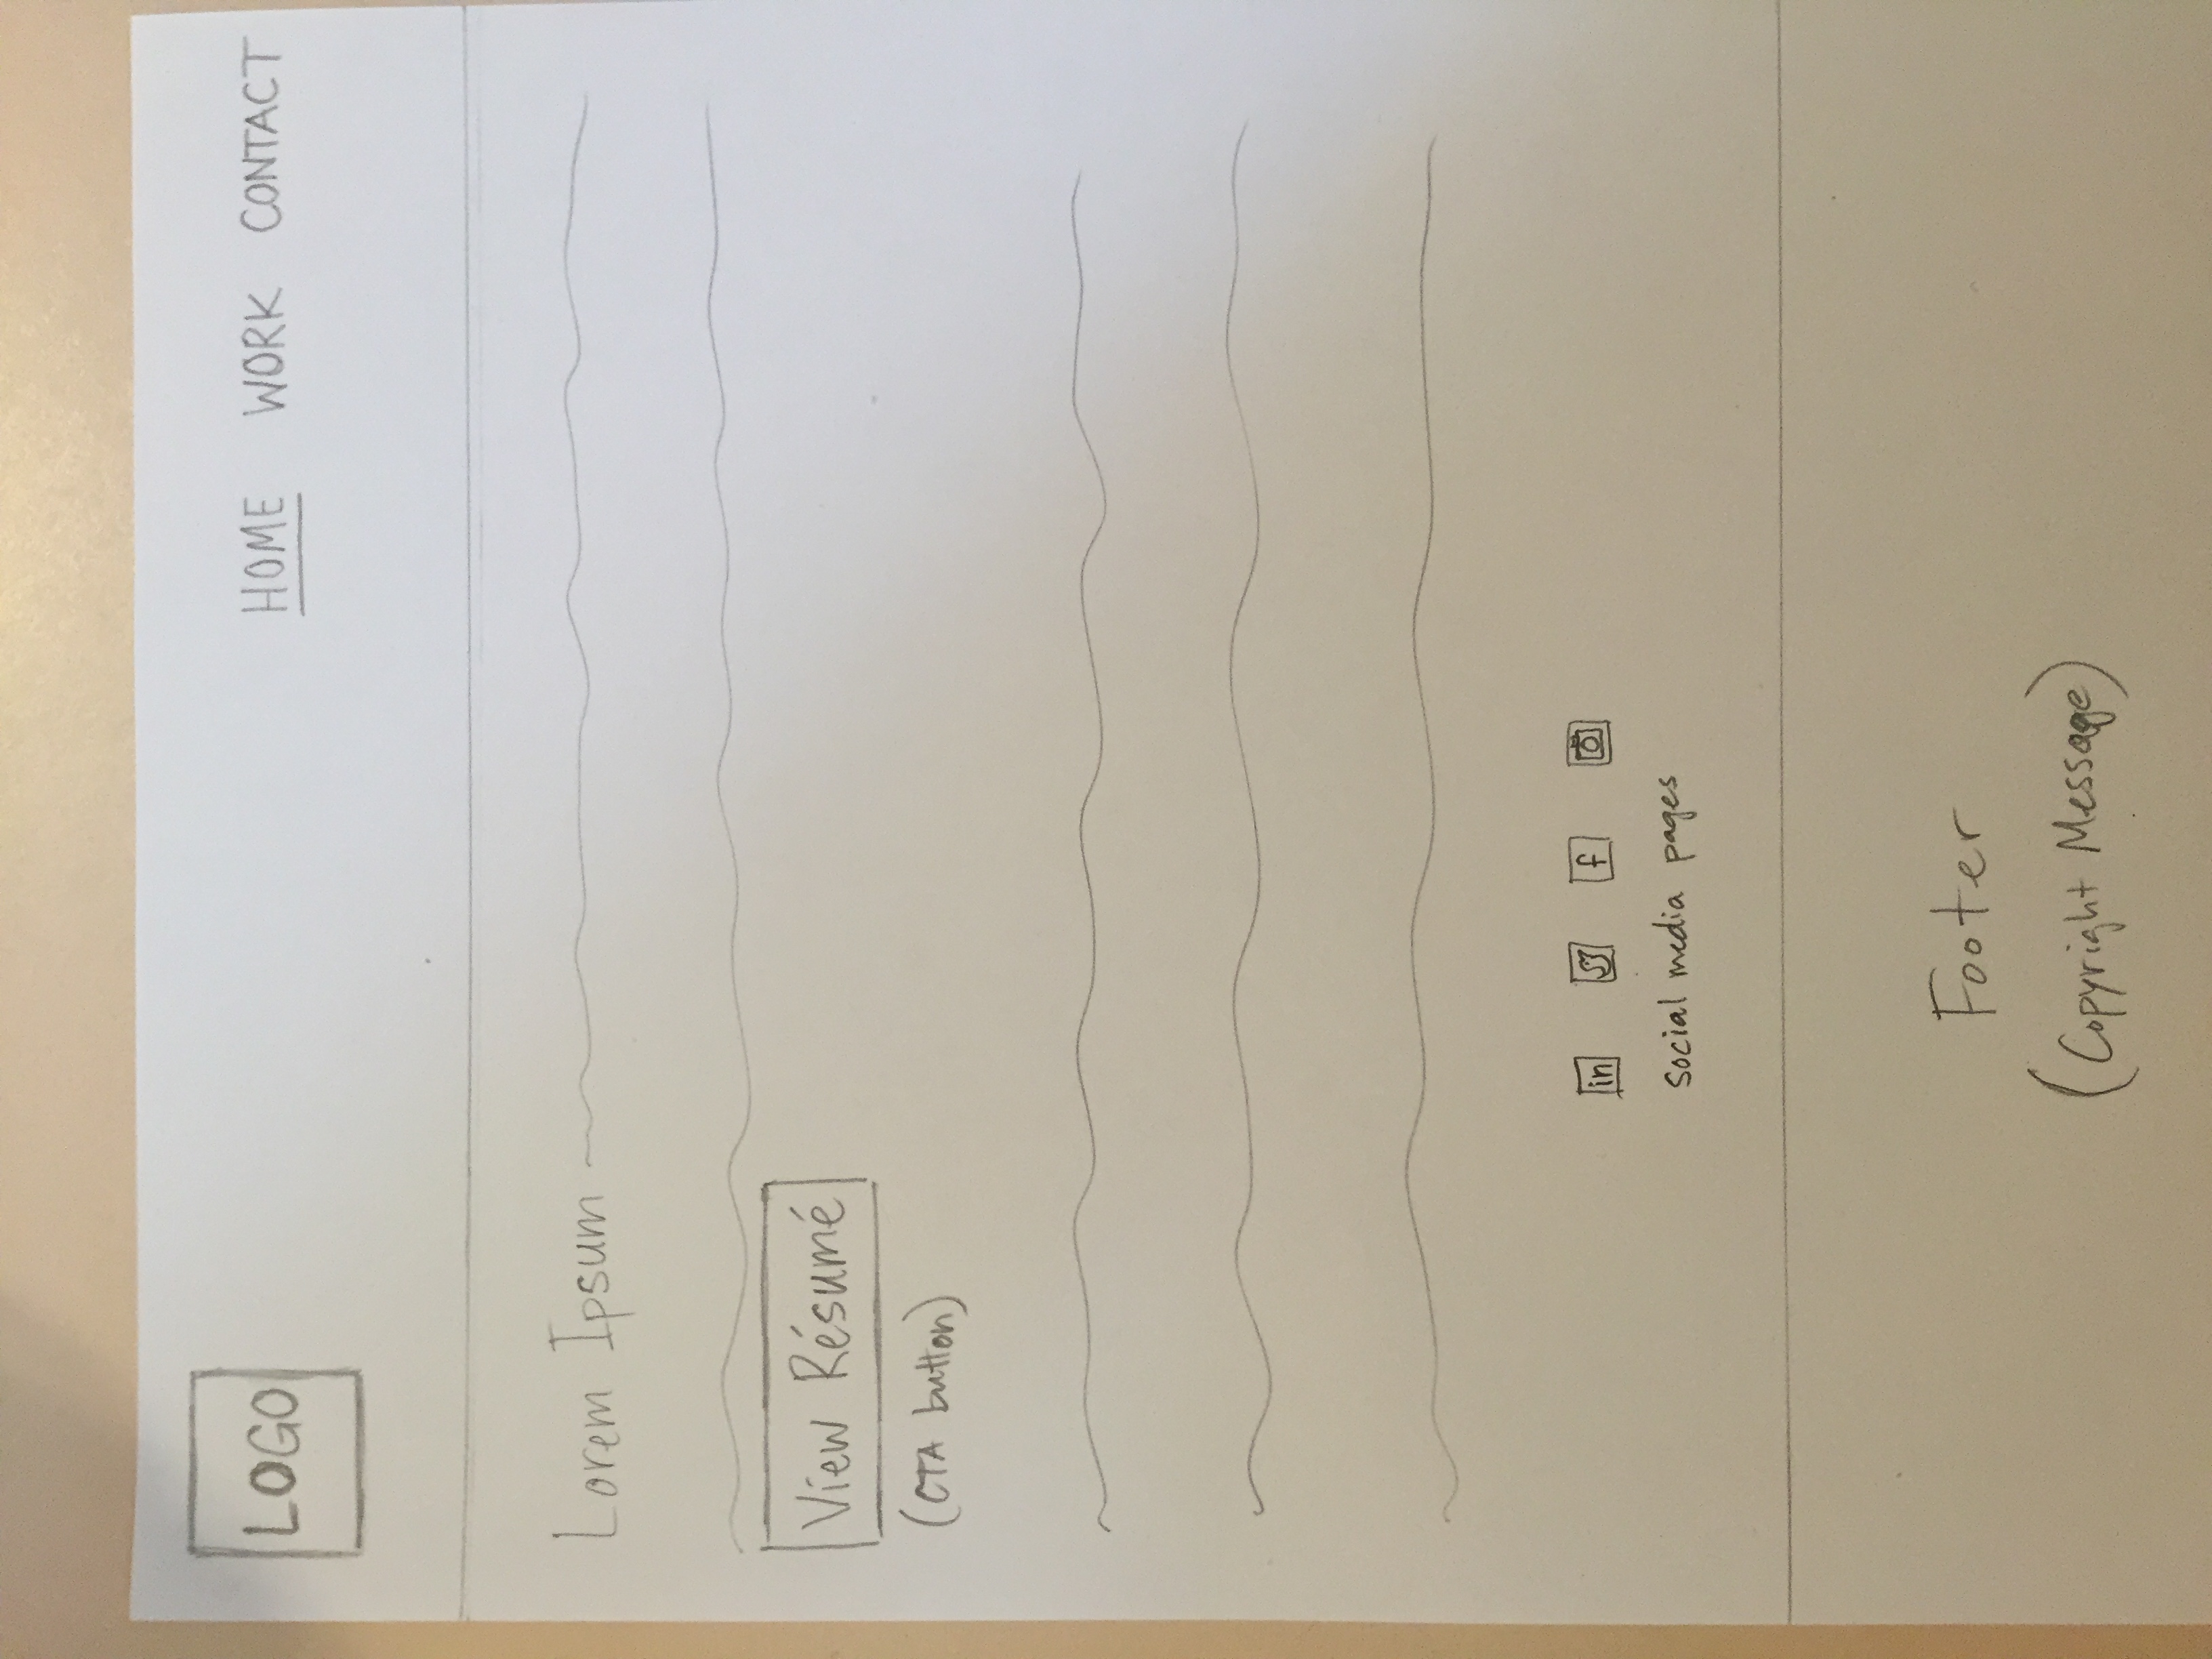 LOGO
HOME WORK CONTACT
Lorem Ipsum
View Résumé
(CTA button)
in f
social media pages
Footer
(Copyright Message)